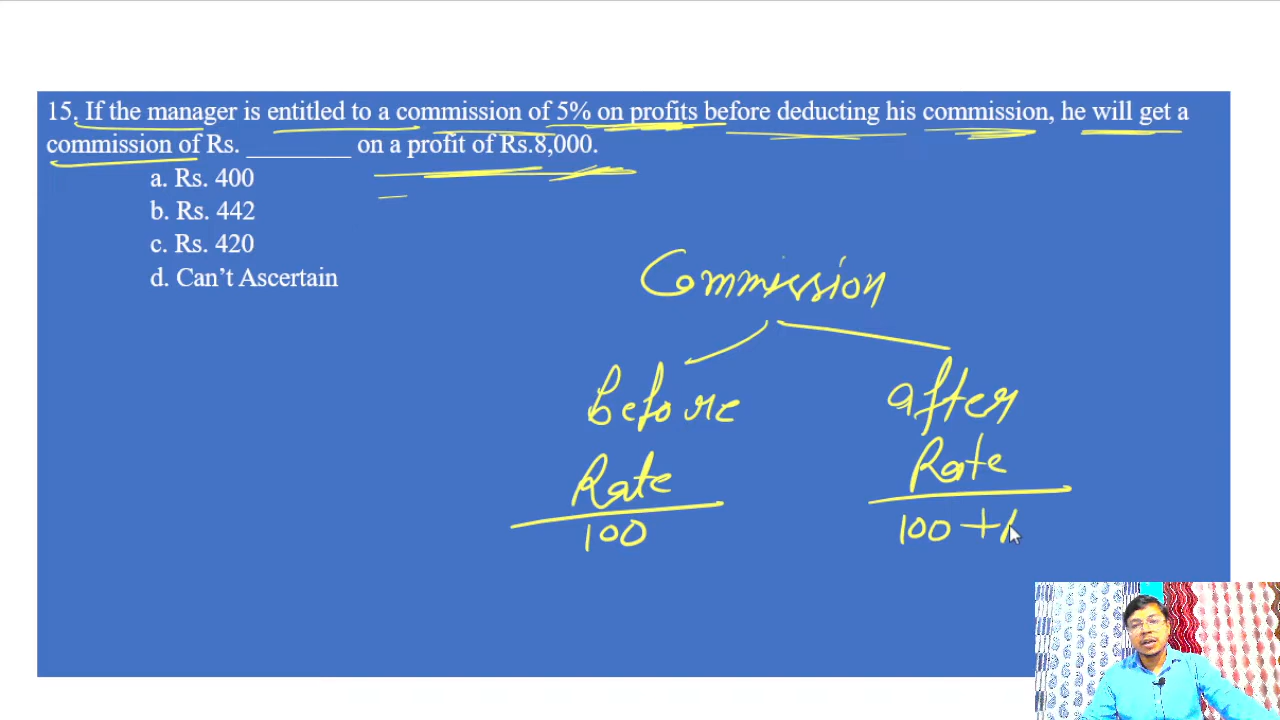 15. If the manager is entitled to a commission of 5% on profits before deducting his commission, he will get a
commission of Rs. ________ on a profit of Rs.8,000.
a. Rs. 400
b. Rs. 442
c. Rs. 420
d. Can't Ascertain
Commission
Before
after
Rate
Rate
100
100 +